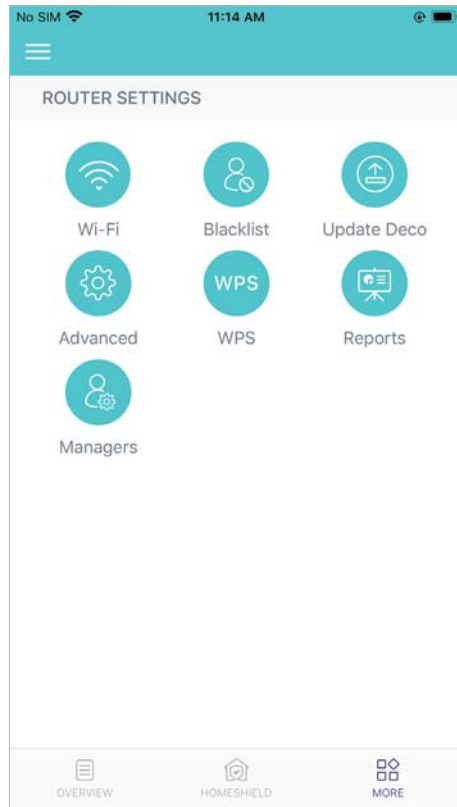 No SIM 11:14 AM
ROUTER SETTINGS
Wi-Fi Blacklist Update Deco
WPS
Advanced WPS Reports
Managers
OVERVIEW HOMESHIELD MORE